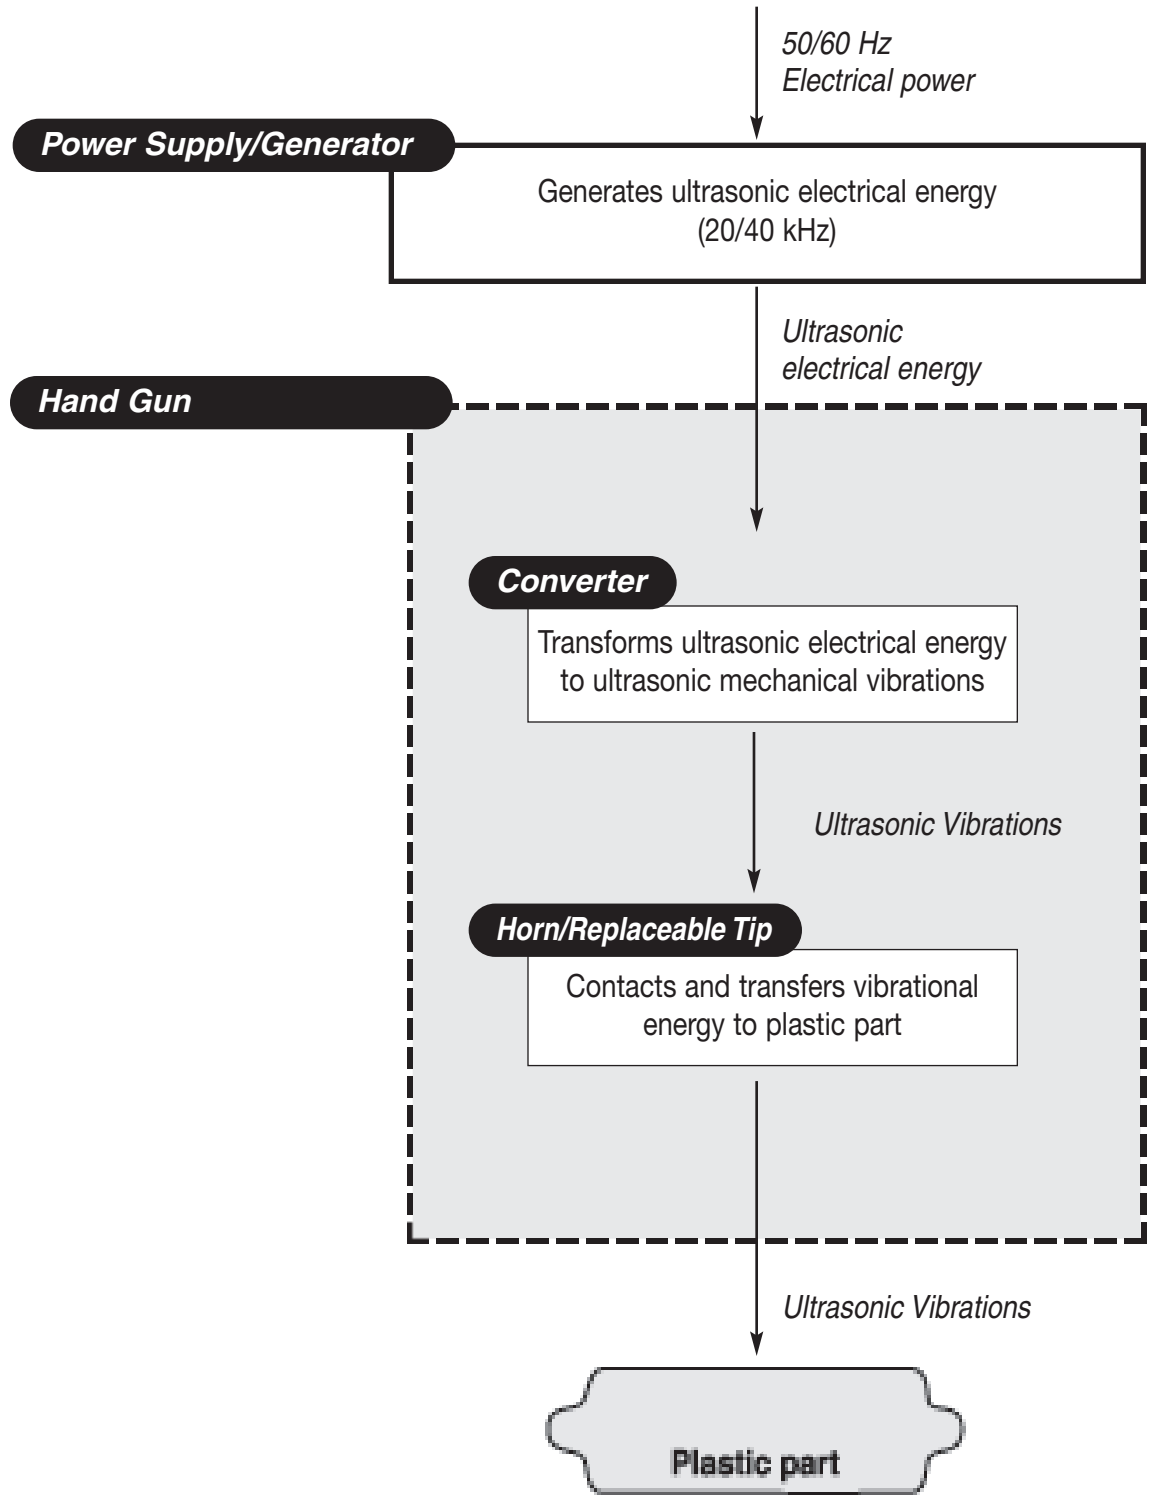 50/60 Hz
Electrical power
Power Supply/Generator
Generates ultrasonic electrical energy
(20/40 kHz)
Ultrasonic
electrical energy
Hand Gun
Converter
Transforms ultrasonic electrical energy
to ultrasonic mechanical vibrations
Ultrasonic Vibrations
Horn/Replaceable Tip
Contacts and transfers vibrational
energy to plastic part
Ultrasonic Vibrations
Plastic part